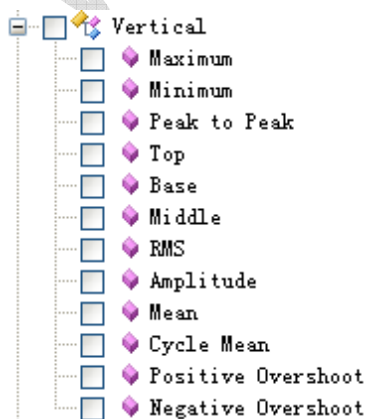 Vertical
Maximum
Minimum
Peak to Peak
Top
Base
Middle
RMS
Amplitude
Mean
Cycle Mean
Positive Overshoot
Negative Overshoot